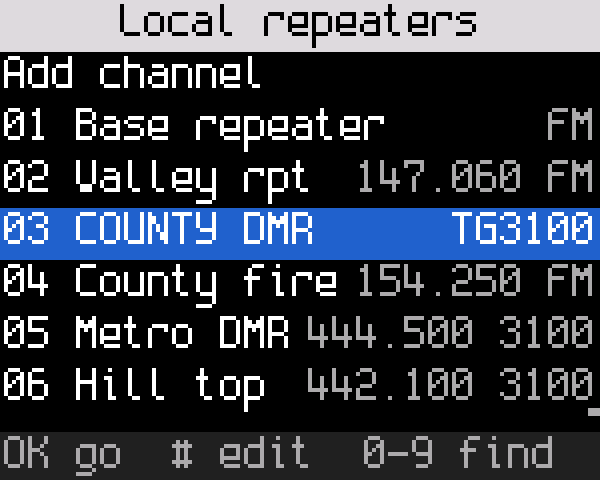 Local repeaters
Add channel
01 Base repeater FM
02 Valley rpt 147.060 FM
03 COUNTY DMR TG3100
04 County fire 154.250 FM
05 Metro DMR 444.500 3100
06 Hill top 442.100 3100
OK go # edit 0-9 find